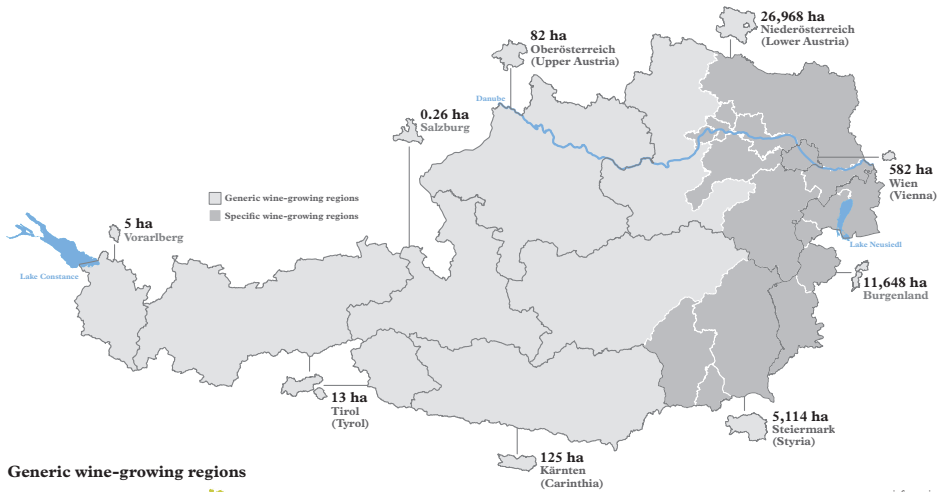 26,968 ha
Niederösterreich
(Lower Austria)
82 ha
Oberösterreich
(Upper Austria)
Danube
0.26 ha
Salzburg
582 ha
Wien
(Vienna)
Generic wine-growing regions
Specific wine-growing regions
5 ha
Vorarlberg
Lake Neusiedl
Lake Constance
11,648 ha
Burgenland
13 ha
Tirol
(Tyrol)
5,114 ha
Steiermark
(Styria)
125 ha
Kärnten
(Carinthia)
Generic wine-growing regions